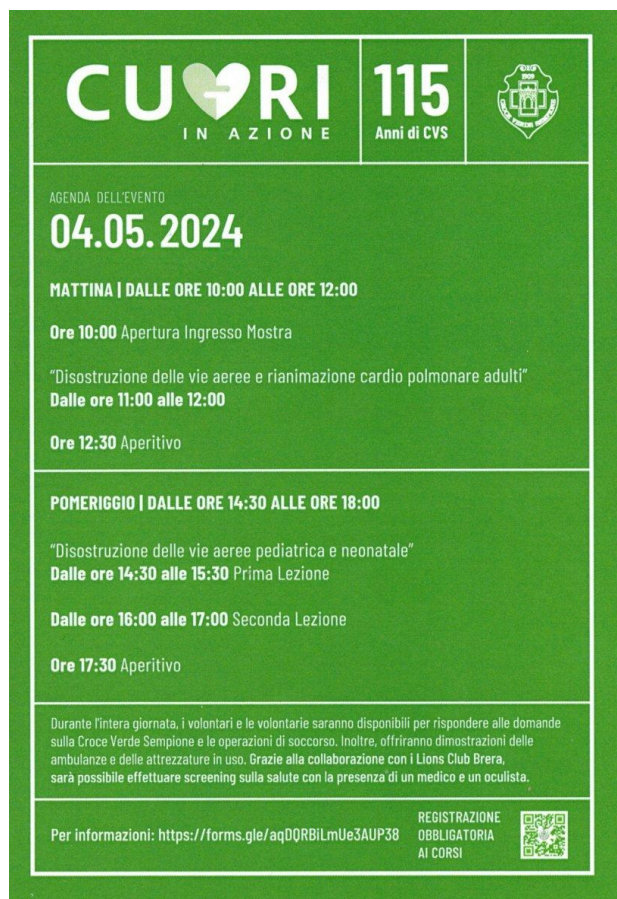 CUORI
IN AZIONE
115
Anni di CVS
1909
CROCE VERDE SEMPIONE
AGENDA DELL'EVENTO
04.05.2024
MATTINA | DALLE ORE 10:00 ALLE ORE 12:00
Ore 10:00 Apertura Ingresso Mostra
"Disostruzione delle vie aeree e rianimazione cardio polmonare adulti"
Dalle ore 11:00 alle 12:00
Ore 12:30 Aperitivo
POMERIGGIO | DALLE ORE 14:30 ALLE ORE 18:00
"Disostruzione delle vie aeree pediatrica e neonatale"
Dalle ore 14:30 alle 15:30 Prima Lezione
Dalle ore 16:00 alle 17:00 Seconda Lezione
Ore 17:30 Aperitivo
Durante l'intera giornata, i volontari e le volontarie saranno disponibili per rispondere alle domande
sulla Croce Verde Sempione e le operazioni di soccorso. Inoltre, offriranno dimostrazioni delle
ambulanze e delle attrezzature in uso. Grazie alla collaborazione con i Lions Club Brera,
sarà possibile effettuare screening sulla salute con la presenza di un medico e un oculista.
Per informazioni: https://forms.gle/aqDQRBiLmUe3AUP38
REGISTRAZIONE
OBBLIGATORIA
AI CORSI